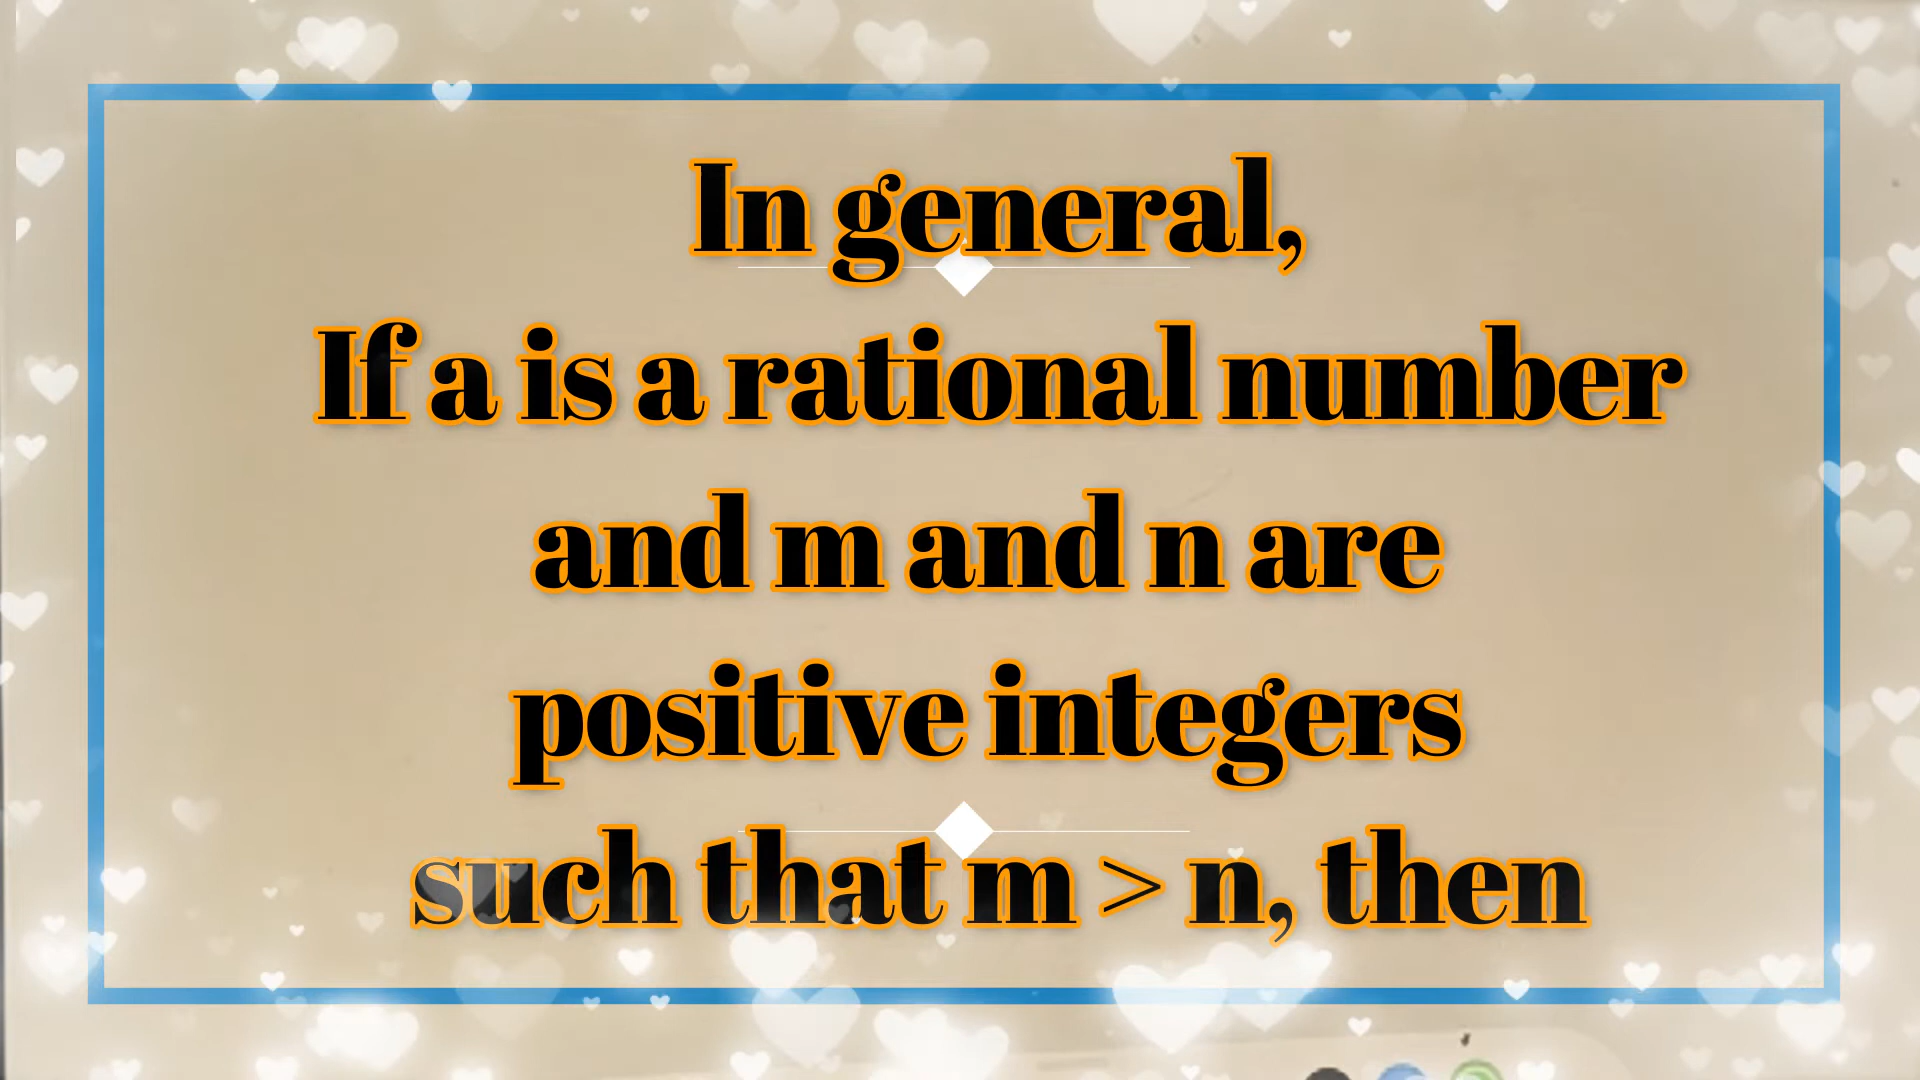 In general,
If a is a rational number
and m and n are
positive integers
such that m > n, then